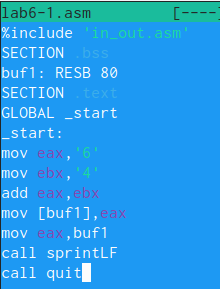 lab6-1.asm [----
%include 'in_out.asm'
SECTION .bss
buf1: RESB 80
SECTION .text
GLOBAL _start
_start:
mov eax,'6'
mov ebx,'4'
add eax,ebx
mov [buf1],eax
mov eax,buf1
call sprintLF
call quit